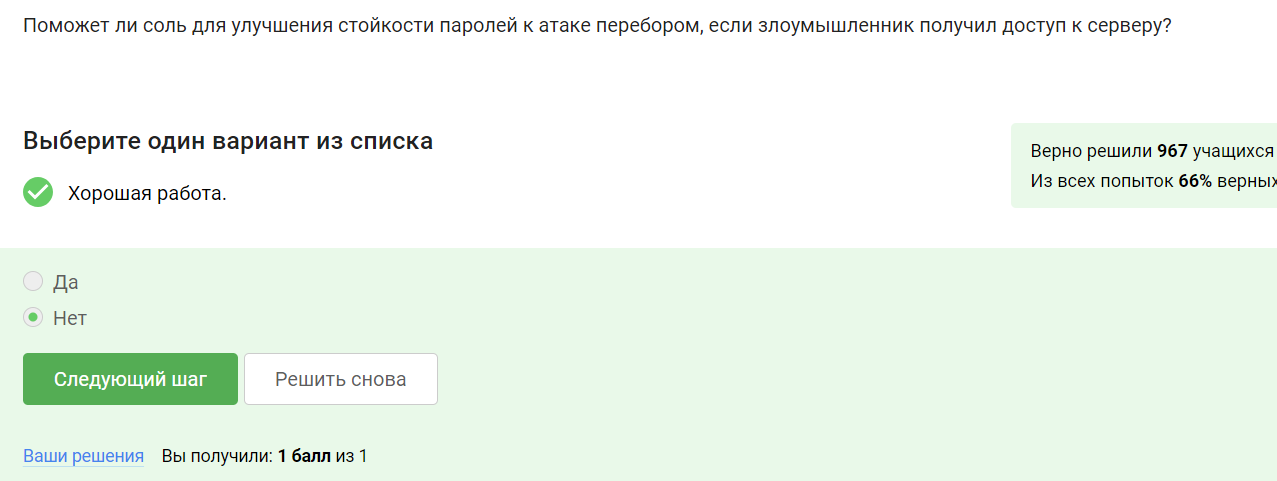 Поможет ли соль для улучшения стойкости паролей к атаке перебором, если злоумышленник получил доступ к серверу?
Выберите один вариант из списка
Хорошая работа.
Верно решили 967 учащихся
Из всех попыток 66% верных
Да
Нет
Следующий шаг
Решить снова
Ваши решения Вы получили: 1 балл из 1